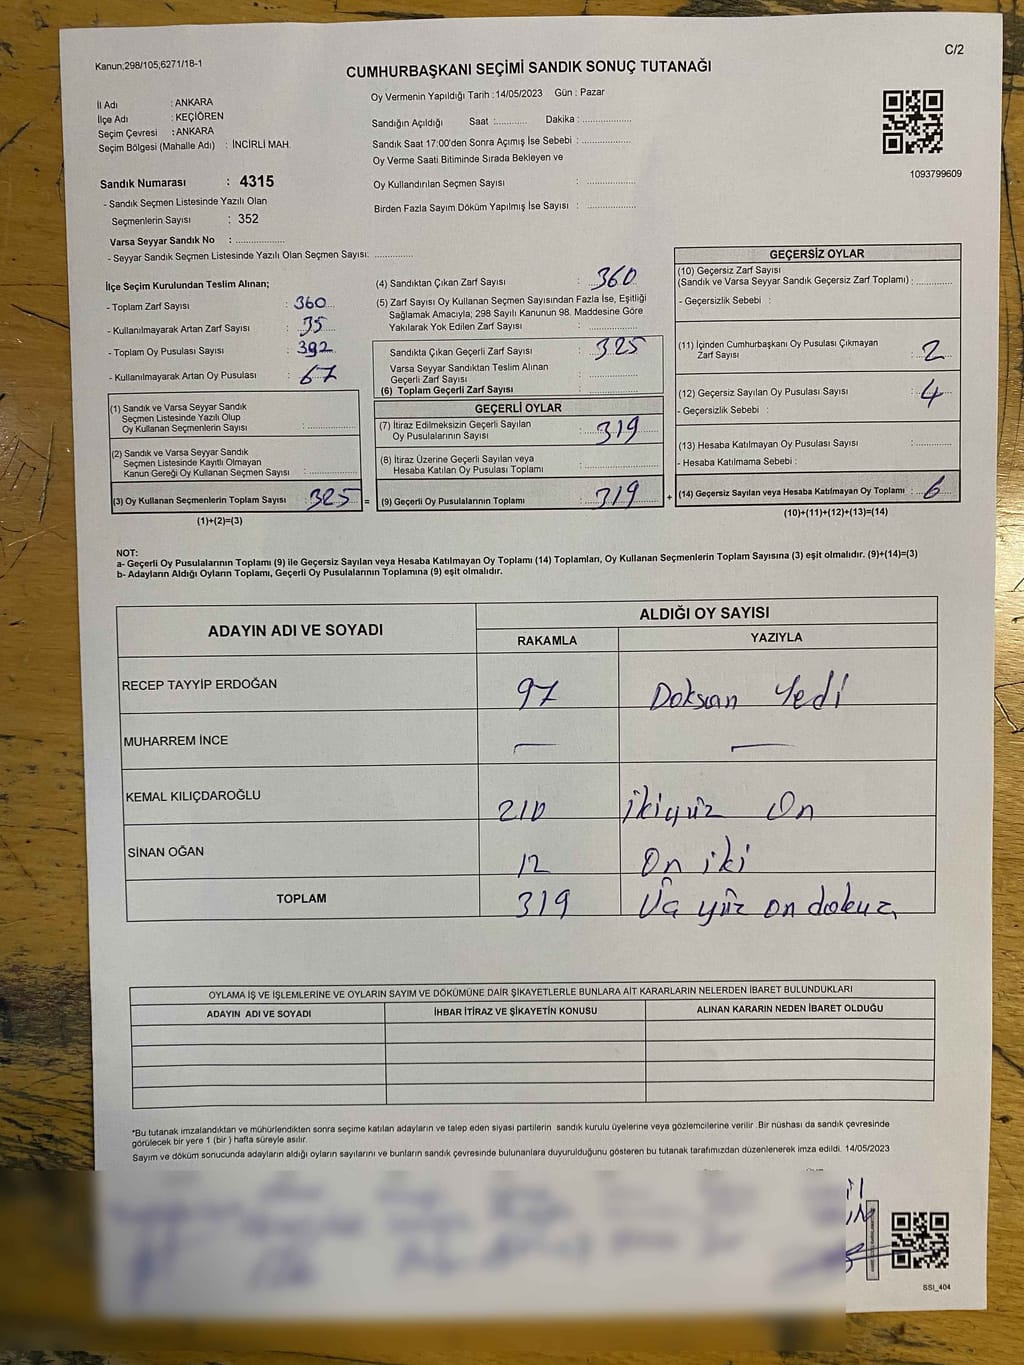 Kanun;298/105,6271/18-1
C/2
CUMHURBAŞKANI SEÇİMİ SANDIK SONUÇ TUTANAĞI
İl Adı : ANKARA
İlçe Adı : KEÇİÖREN
Seçim Çevresi : ANKARA
Seçim Bölgesi (Mahalle Adı) : İNCİRLİ MAH.
Oy Vermenin Yapıldığı Tarih :14/05/2023 Gün : Pazar
Sandığın Açıldığı Saat :........... Dakika :................
Sandık Saat 17:00'den Sonra Açımış İse Sebebi :................
Oy Verme Saati Bitiminde Sırada Bekleyen ve
Oy Kullandırılan Seçmen Sayısı :................
Birden Fazla Sayım Döküm Yapılmış İse Sayısı :................
1093799609
Sandık Numarası : 4315
- Sandık Seçmen Listesinde Yazılı Olan
Seçmenlerin Sayısı : 352
Varsa Seyyar Sandık No :................
- Seyyar Sandık Seçmen Listesinde Yazılı Olan Seçmen Sayısı:............
İlçe Seçim Kurulundan Teslim Alınan;
- Toplam Zarf Sayısı : 360
- Kullanılmayarak Artan Zarf Sayısı : 35
- Toplam Oy Pusulası Sayısı : 392
- Kullanılmayarak Artan Oy Pusulası : 67
(1) Sandık ve Varsa Seyyar Sandık
Seçmen Listesinde Yazılı Olup
Oy Kullanan Seçmenlerin Sayısı :................
(2) Sandık ve Varsa Seyyar Sandık
Seçmen Listesinde Kayıtlı Olmayan
Kanun Gereği Oy Kullanan Seçmen Sayısı :................
(3) Oy Kullanan Seçmenlerin Toplam Sayısı : 325 =
(1)+(2)=(3)
(4) Sandıktan Çıkan Zarf Sayısı : 360
(5) Zarf Sayısı Oy Kullanan Seçmen Sayısından Fazla İse, Eşitliği
Sağlamak Amacıyla; 298 Sayılı Kanunun 98. Maddesine Göre
Yakılarak Yok Edilen Zarf Sayısı :................
Sandıkta Çıkan Geçerli Zarf Sayısı : 325
Varsa Seyyar Sandıktan Teslim Alınan
Geçerli Zarf Sayısı :................
(6) Toplam Geçerli Zarf Sayısı :................
GEÇERLİ OYLAR
(7) İtiraz Edilmeksizin Geçerli Sayılan
Oy Pusulalarının Sayısı : 319
(8) İtiraz Üzerine Geçerli Sayılan veya
Hesaba Katılan Oy Pusulası Toplamı :................
(9) Geçerli Oy Pusulalarının Toplamı : 319 +
GEÇERSİZ OYLAR
(10) Geçersiz Zarf Sayısı
(Sandık ve Varsa Seyyar Sandık Geçersiz Zarf Toplamı) :............
- Geçersizlik Sebebi :
(11) İçinden Cumhurbaşkanı Oy Pusulası Çıkmayan
Zarf Sayısı : 2
(12) Geçersiz Sayılan Oy Pusulası Sayısı : 4
- Geçersizlik Sebebi :
(13) Hesaba Katılmayan Oy Pusulası Sayısı :............
- Hesaba Katılmama Sebebi :
(14) Geçersiz Sayılan veya Hesaba Katılmayan Oy Toplamı : 6
(10)+(11)+(12)+(13)=(14)
NOT:
a- Geçerli Oy Pusulalarının Toplamı (9) ile Geçersiz Sayılan veya Hesaba Katılmayan Oy Toplamı (14) Toplamları, Oy Kullanan Seçmenlerin Toplam Sayısına (3) eşit olmalıdır. (9)+(14)=(3)
b- Adayların Aldığı Oyların Toplamı, Geçerli Oy Pusulalarının Toplamına (9) eşit olmalıdır.
ADAYIN ADI VE SOYADI
ALDIĞI OY SAYISI
RAKAMLA YAZIYLA
RECEP TAYYİP ERDOĞAN 97 Doksan Yedi
MUHARREM İNCE — —
KEMAL KILIÇDAROĞLU 210 İkiyüz On
SİNAN OĞAN 12 On iki
TOPLAM 319 Üç yüz on dokuz
OYLAMA İŞ VE İŞLEMLERİNE VE OYLARIN SAYIM VE DÖKÜMÜNE DAİR ŞİKAYETLERLE BUNLARA AİT KARARLARIN NELERDEN İBARET BULUNDUKLARI
ADAYIN ADI VE SOYADI İHBAR İTİRAZ VE ŞİKAYETİN KONUSU ALINAN KARARIN NEDEN İBARET OLDUĞU
*Bu tutanak imzalandıktan ve mühürlendikten sonra seçime katılan adayların ve talep eden siyasi partilerin sandık kurulu üyelerine veya gözlemcilerine verilir .Bir nüshası da sandık çevresinde
görülecek bir yere 1 (bir ) hafta süreyle asılır.
Sayım ve döküm sonucunda adayların aldığı oyların sayılarını ve bunların sandık çevresinde bulunanlara duyurulduğunu gösteren bu tutanak tarafımızdan düzenlenerek imza edildi. 14/05/2023
SSI_404